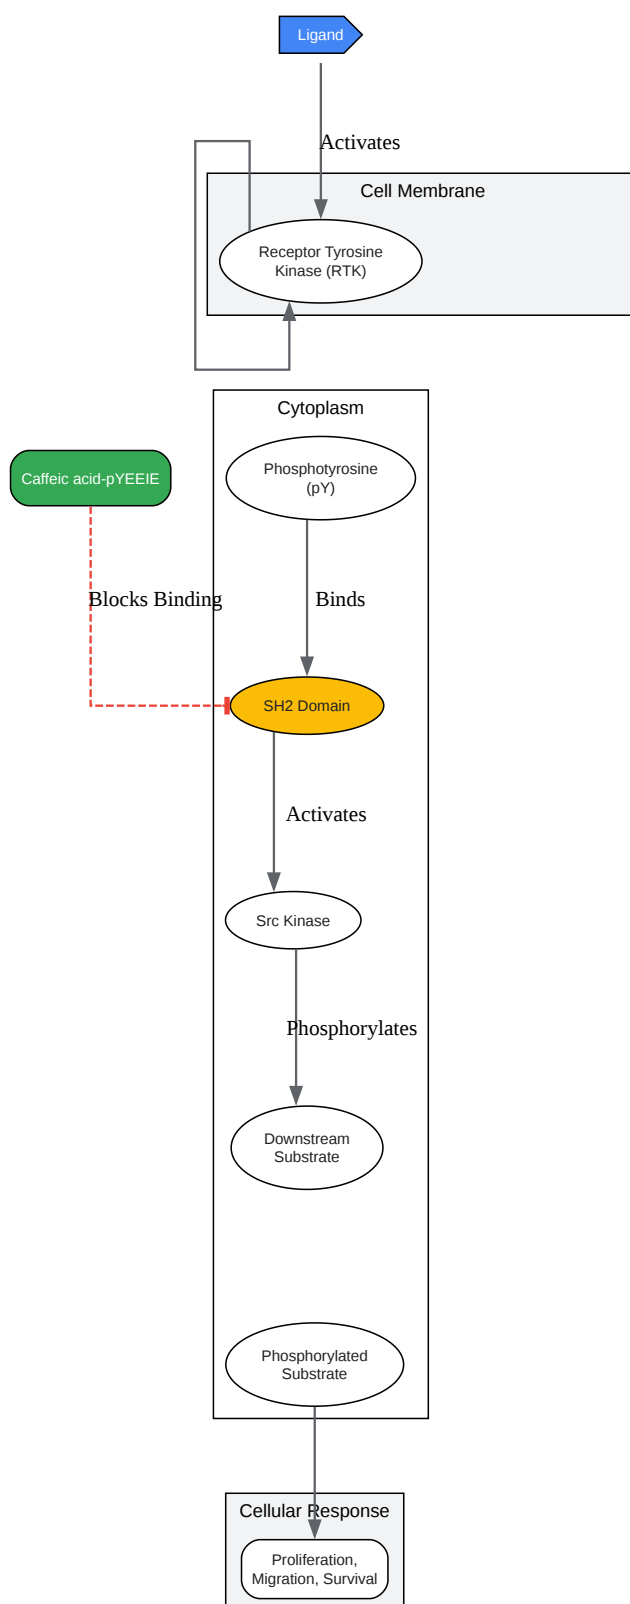 Ligand
Activates
Cell Membrane
Receptor Tyrosine
Kinase (RTK)
Cytoplasm
Phosphotyrosine
(pY)
Caffeic acid-pYEEIE
Blocks Binding
Binds
SH2 Domain
Activates
Src Kinase
Phosphorylates
Downstream
Substrate
Phosphorylated
Substrate
Cellular Response
Proliferation,
Migration, Survival